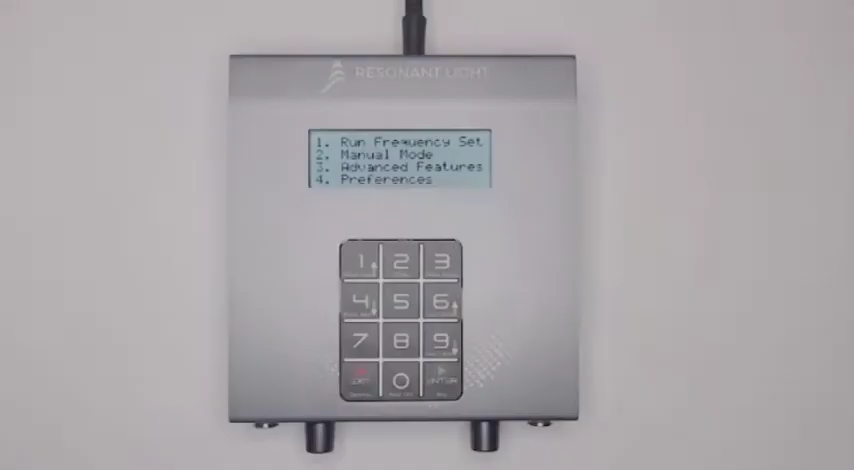 RESONANT LIGHT
1. Run Frequency Set
2. Manual Mode
3. Advanced Features
4. Preferences
1 2 3
4 5 6
7 8 9
EXIT 0 ENTER